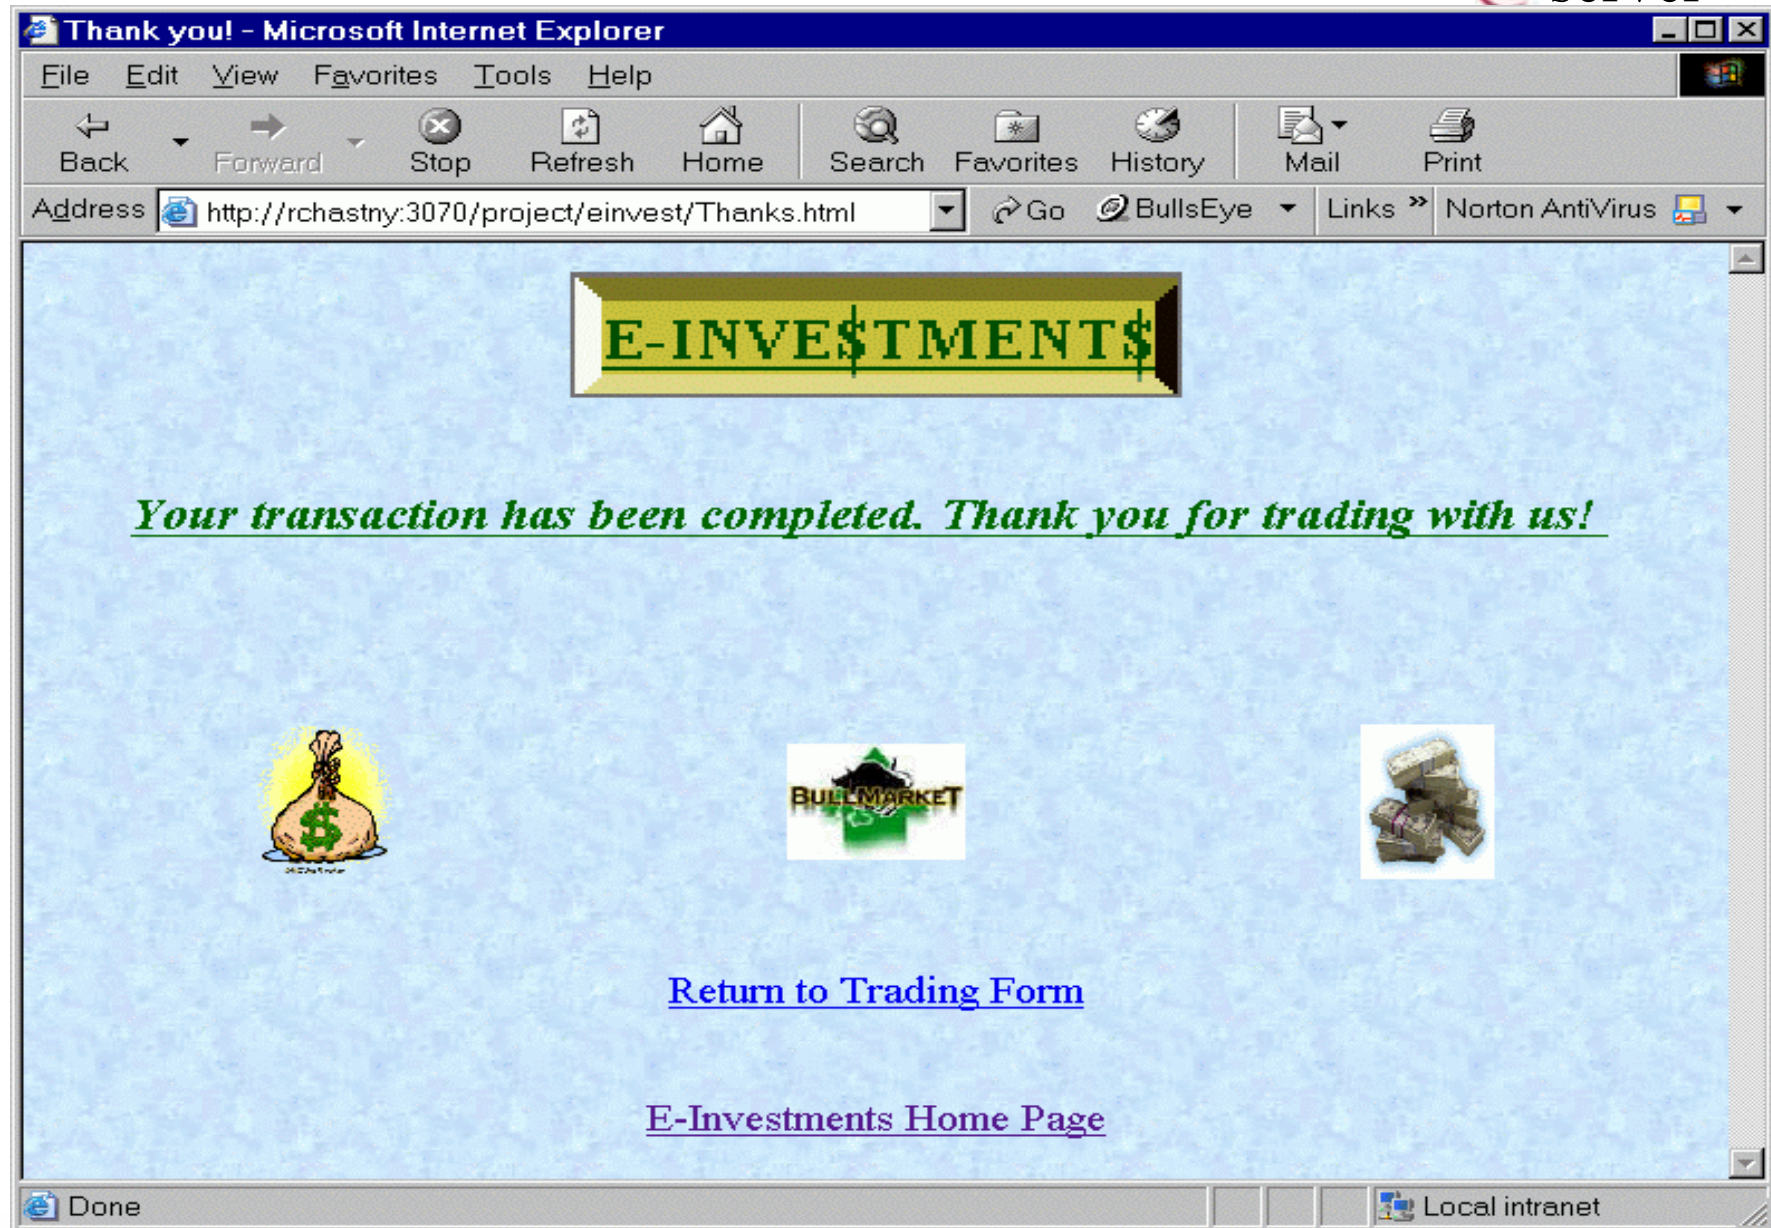 Thank you! - Microsoft Internet Explorer
File Edit View Favorites Tools Help
Back Forward Stop Refresh Home Search Favorites History Mail Print
Address http://rchastny:3070/project/einvest/Thanks.html Go BullsEye Links » Norton AntiVirus
E-INVE$TMENT$
Your transaction has been completed. Thank you for trading with us!
$
BULLMARKET
Return to Trading Form
E-Investments Home Page
Done Local intranet